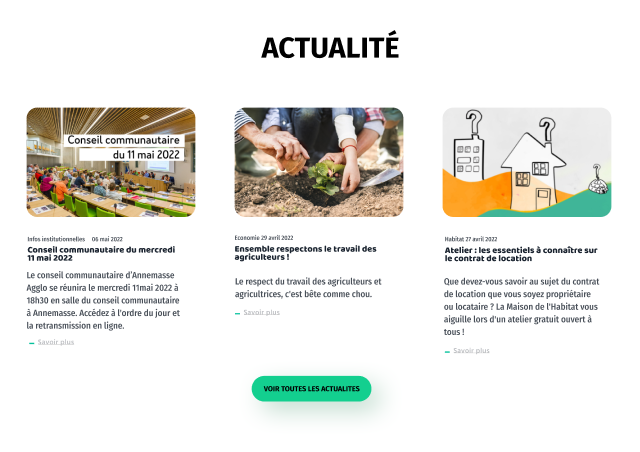 ACTUALITÉ
Conseil communautaire
du 11 mai 2022
Infos institutionnelles 06 mai 2022
Conseil communautaire du mercredi
11 mai 2022
Le conseil communautaire d'Annemasse
Agglo se réunira le mercredi 11mai 2022 à
18h30 en salle du conseil communautaire
à Annemasse. Accédez à l'ordre du jour et
la retransmission en ligne.
Savoir plus
Economie 29 avril 2022
Ensemble respectons le travail des
agriculteurs !
Le respect du travail des agriculteurs et
agricultrices, c'est bête comme chou.
Savoir plus
Habitat 27 avril 2022
Atelier : les essentiels à connaître sur
le contrat de location
Que devez-vous savoir au sujet du contrat
de location que vous soyez propriétaire
ou locataire ? La Maison de l'Habitat vous
aiguille lors d'un atelier gratuit ouvert à
tous !
Savoir plus
VOIR TOUTES LES ACTUALITES